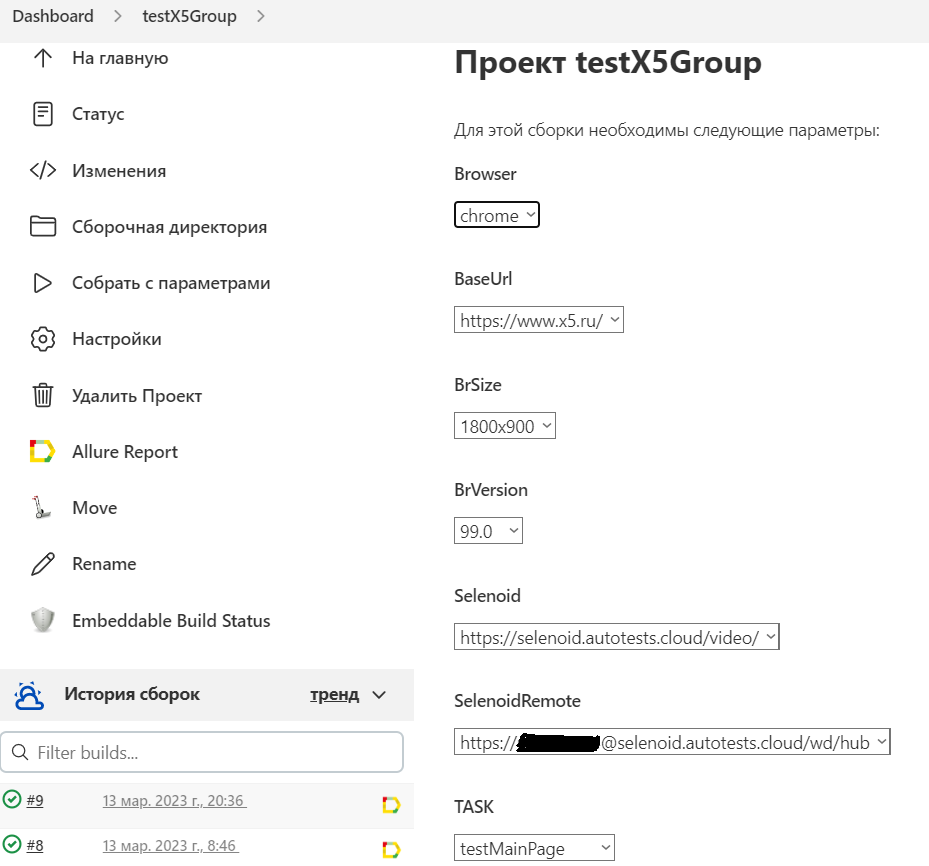 Dashboard > testX5Group >
На главную
Статус
Изменения
Сборочная директория
Собрать с параметрами
Настройки
Удалить Проект
Allure Report
Move
Rename
Embeddable Build Status
История сборок тренд
Filter builds...
#9 13 мар. 2023 г., 20:36
#8 13 мар. 2023 г., 8:46
Проект testX5Group
Для этой сборки необходимы следующие параметры:
Browser
chrome
BaseUrl
https://www.x5.ru/
BrSize
1800x900
BrVersion
99.0
Selenoid
https://selenoid.autotests.cloud/video/
SelenoidRemote
https:// @selenoid.autotests.cloud/wd/hub
TASK
testMainPage